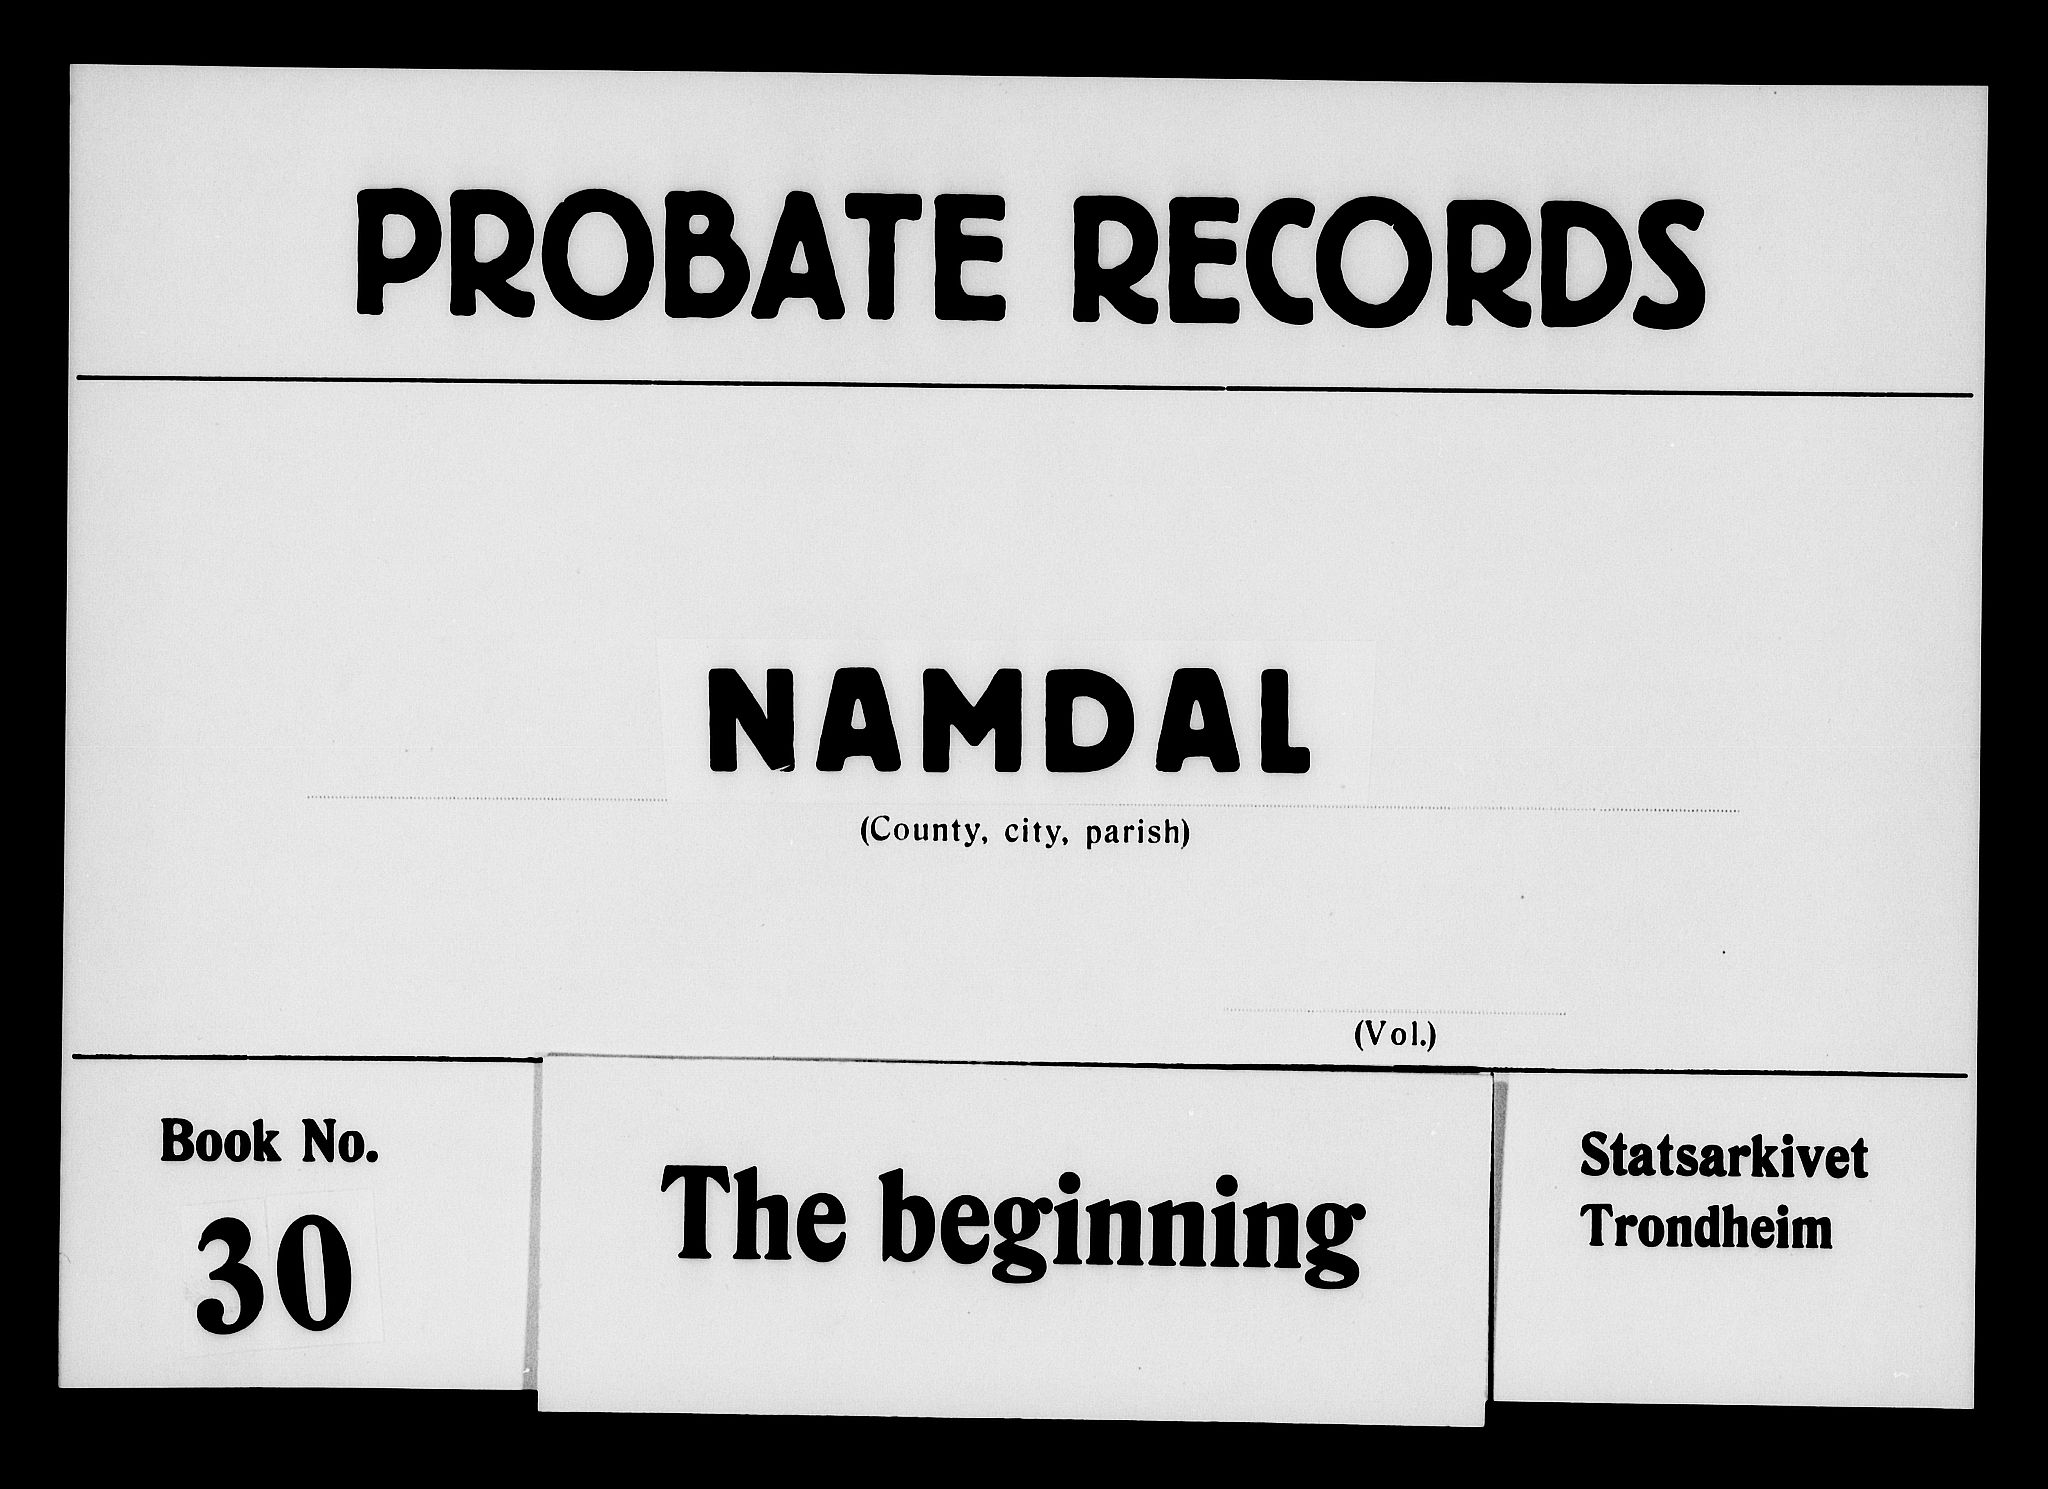 PROBATE RECORDS
NAMDAL
(County, city, parish)
(Vol.)
Book No.
30
The beginning
Statsarkivet
Trondheim